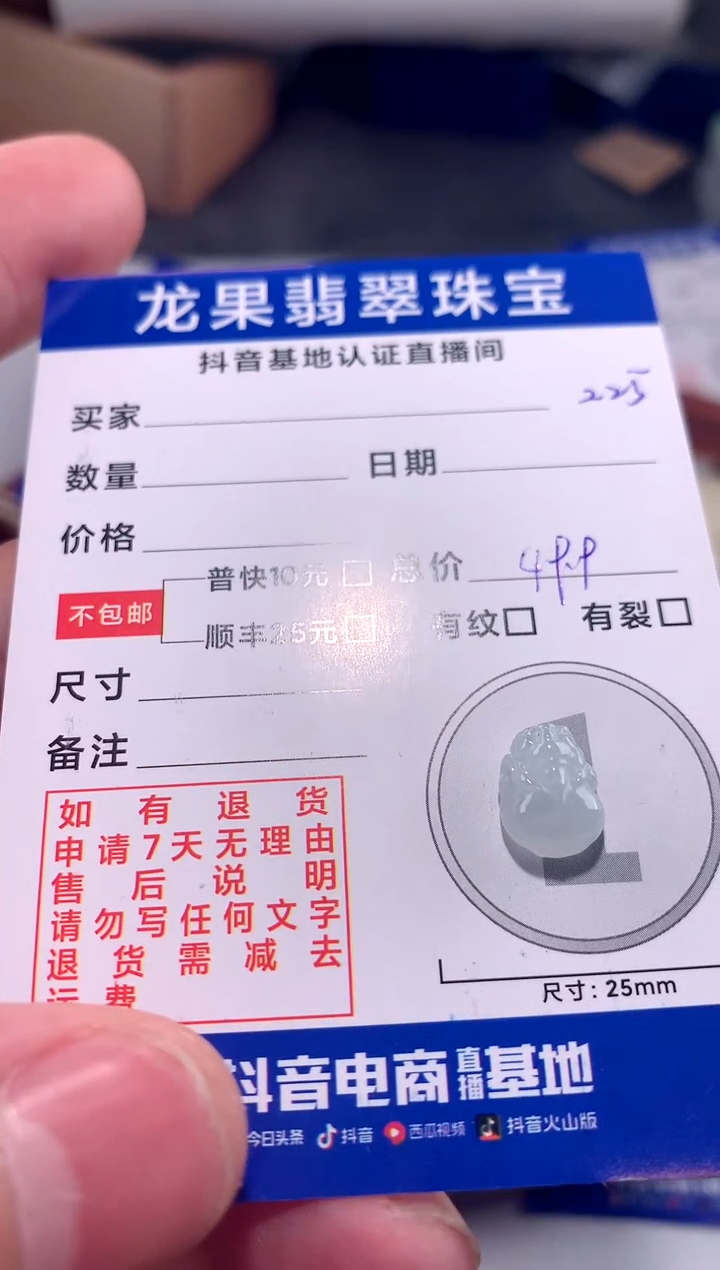 龙果翡翠珠宝
抖音基地认证直播间
225
买家
数量 日期
价格
普快10元 总价 499
不包邮
顺丰25元 有纹 有裂
尺寸
备注
如有退货
申请7天无理由
售后说明
请勿写任何文字
退货需减去
运费
尺寸：25mm
抖音电商直播基地
今日头条 抖音 西瓜视频 抖音火山版